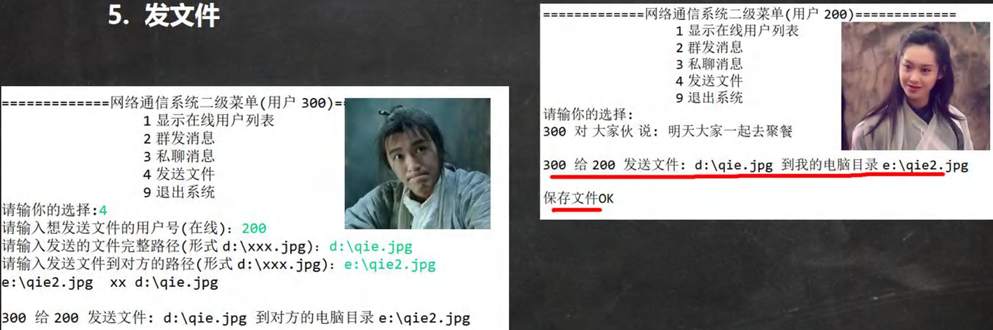 5. 发文件
=============网络通信系统二级菜单(用户 300)=
1 显示在线用户列表
2 群发消息
3 私聊消息
4 发送文件
9 退出系统
请输你的选择:4
请输入想发送文件的用户号(在线): 200
请输入发送的文件完整路径(形式 d:\xxx.jpg): d:\qie.jpg
请输入发送文件到对方的路径(形式 d:\xxx.jpg): e:\qie2.jpg
e:\qie2.jpg xx d:\qie.jpg
300 给 200 发送文件: d:\qie.jpg 到对方的电脑目录 e:\qie2.jpg
=============网络通信系统二级菜单(用户 200)=============
1 显示在线用户列表
2 群发消息
3 私聊消息
4 发送文件
9 退出系统
请输你的选择:
300 对 大家伙 说: 明天大家一起去聚餐
300 给 200 发送文件: d:\qie.jpg 到我的电脑目录 e:\qie2.jpg
保存文件OK